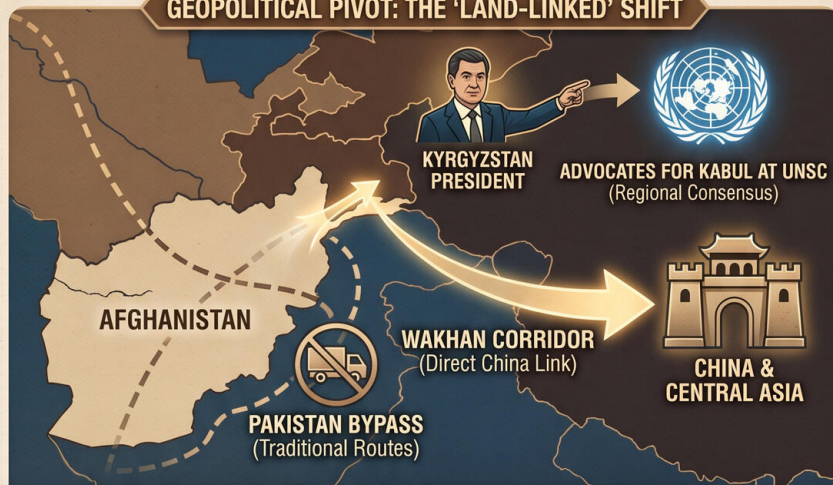 GEOPOLITICAL PIVOT: THE ‘LAND-LINKED’ SHIFT
KYRGYZSTAN
PRESIDENT
ADVOCATES FOR KABUL AT UNSC
(Regional Consensus)
AFGHANISTAN
WAKHAN CORRIDOR
(Direct China Link)
CHINA &
CENTRAL ASIA
PAKISTAN BYPASS
(Traditional Routes)